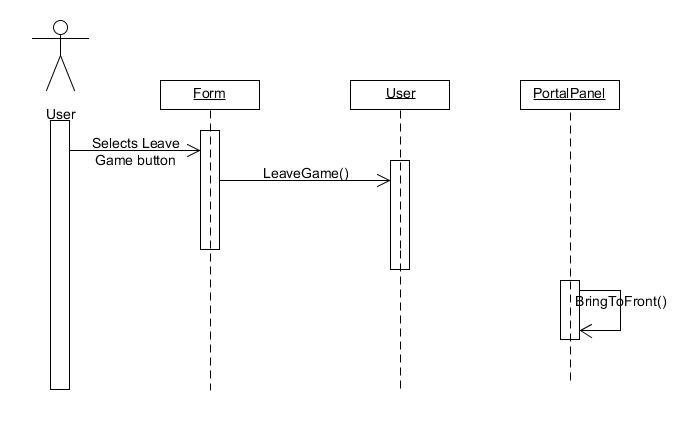 Form
User
PortalPanel
User
Selects Leave
Game button
LeaveGame()
BringToFront()